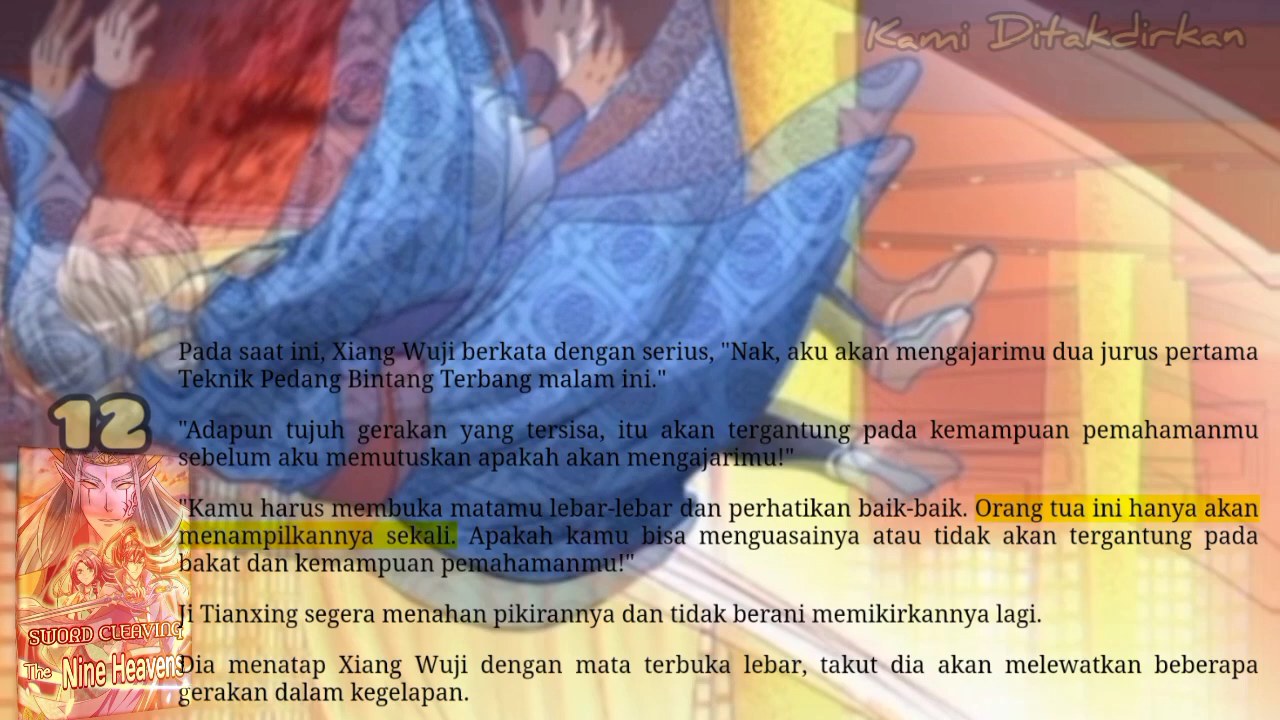 Kami Ditakdirkan
Pada saat ini, Xiang Wuji berkata dengan serius, "Nak, aku akan mengajarimu dua jurus pertama
Teknik Pedang Bintang Terbang malam ini."
"Adapun tujuh gerakan yang tersisa, itu akan tergantung pada kemampuan pemahamanmu
sebelum aku memutuskan apakah akan mengajarimu!"
"Kamu harus membuka matamu lebar-lebar dan perhatikan baik-baik. Orang tua ini hanya akan
menampilkannya sekali. Apakah kamu bisa menguasainya atau tidak akan tergantung pada
bakat dan kemampuan pemahamanmu!"
Ji Tianxing segera menahan pikirannya dan tidak berani memikirkannya lagi.
Dia menatap Xiang Wuji dengan mata terbuka lebar, takut dia akan melewatkan beberapa
gerakan dalam kegelapan.
12
SWORD CLEAVING
The Nine Heavens